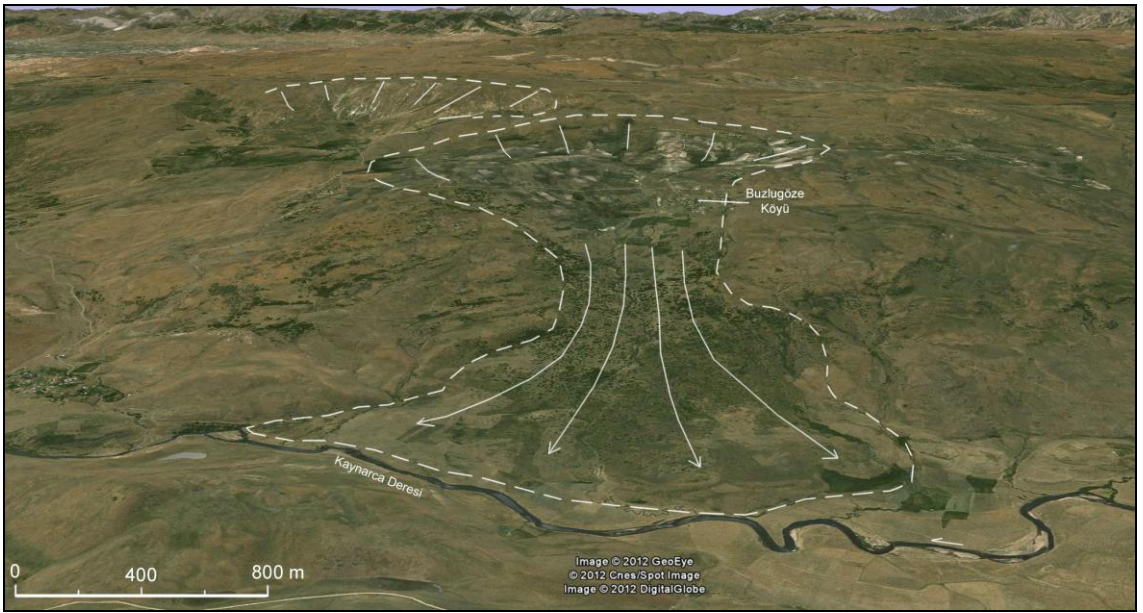 Buzlugöze
Köyü
Kaynarca Deresi
0 400 800 m
Image © 2012 GeoEye
© 2012 Cnes/Spot Image
Image © 2012 DigitalGlobe